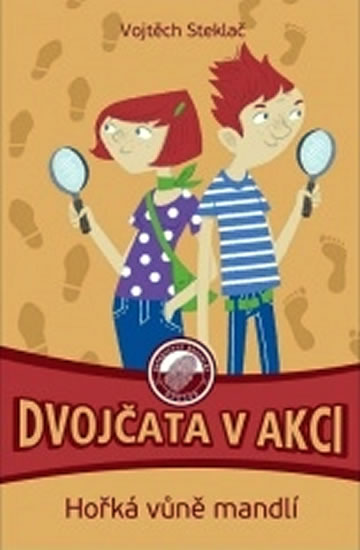 Vojtěch Steklač
DVOJČATA V AKCI
Hořká vůně mandlí